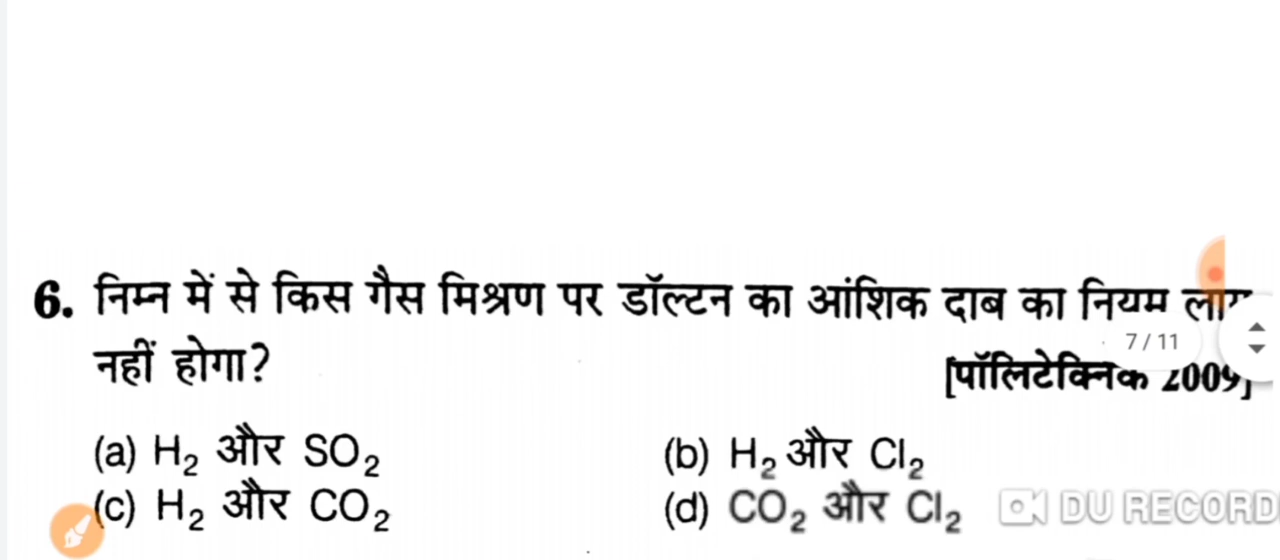 6. निम्न में से किस गैस मिश्रण पर डॉल्टन का आंशिक दाब का नियम
7 / 11
नहीं होगा? [पॉलिटेक्निक 2009]
(a) H₂ और SO₂ (b) H₂ और Cl₂
(c) H₂ और CO₂ (d) CO₂ और Cl₂ DU RECORD